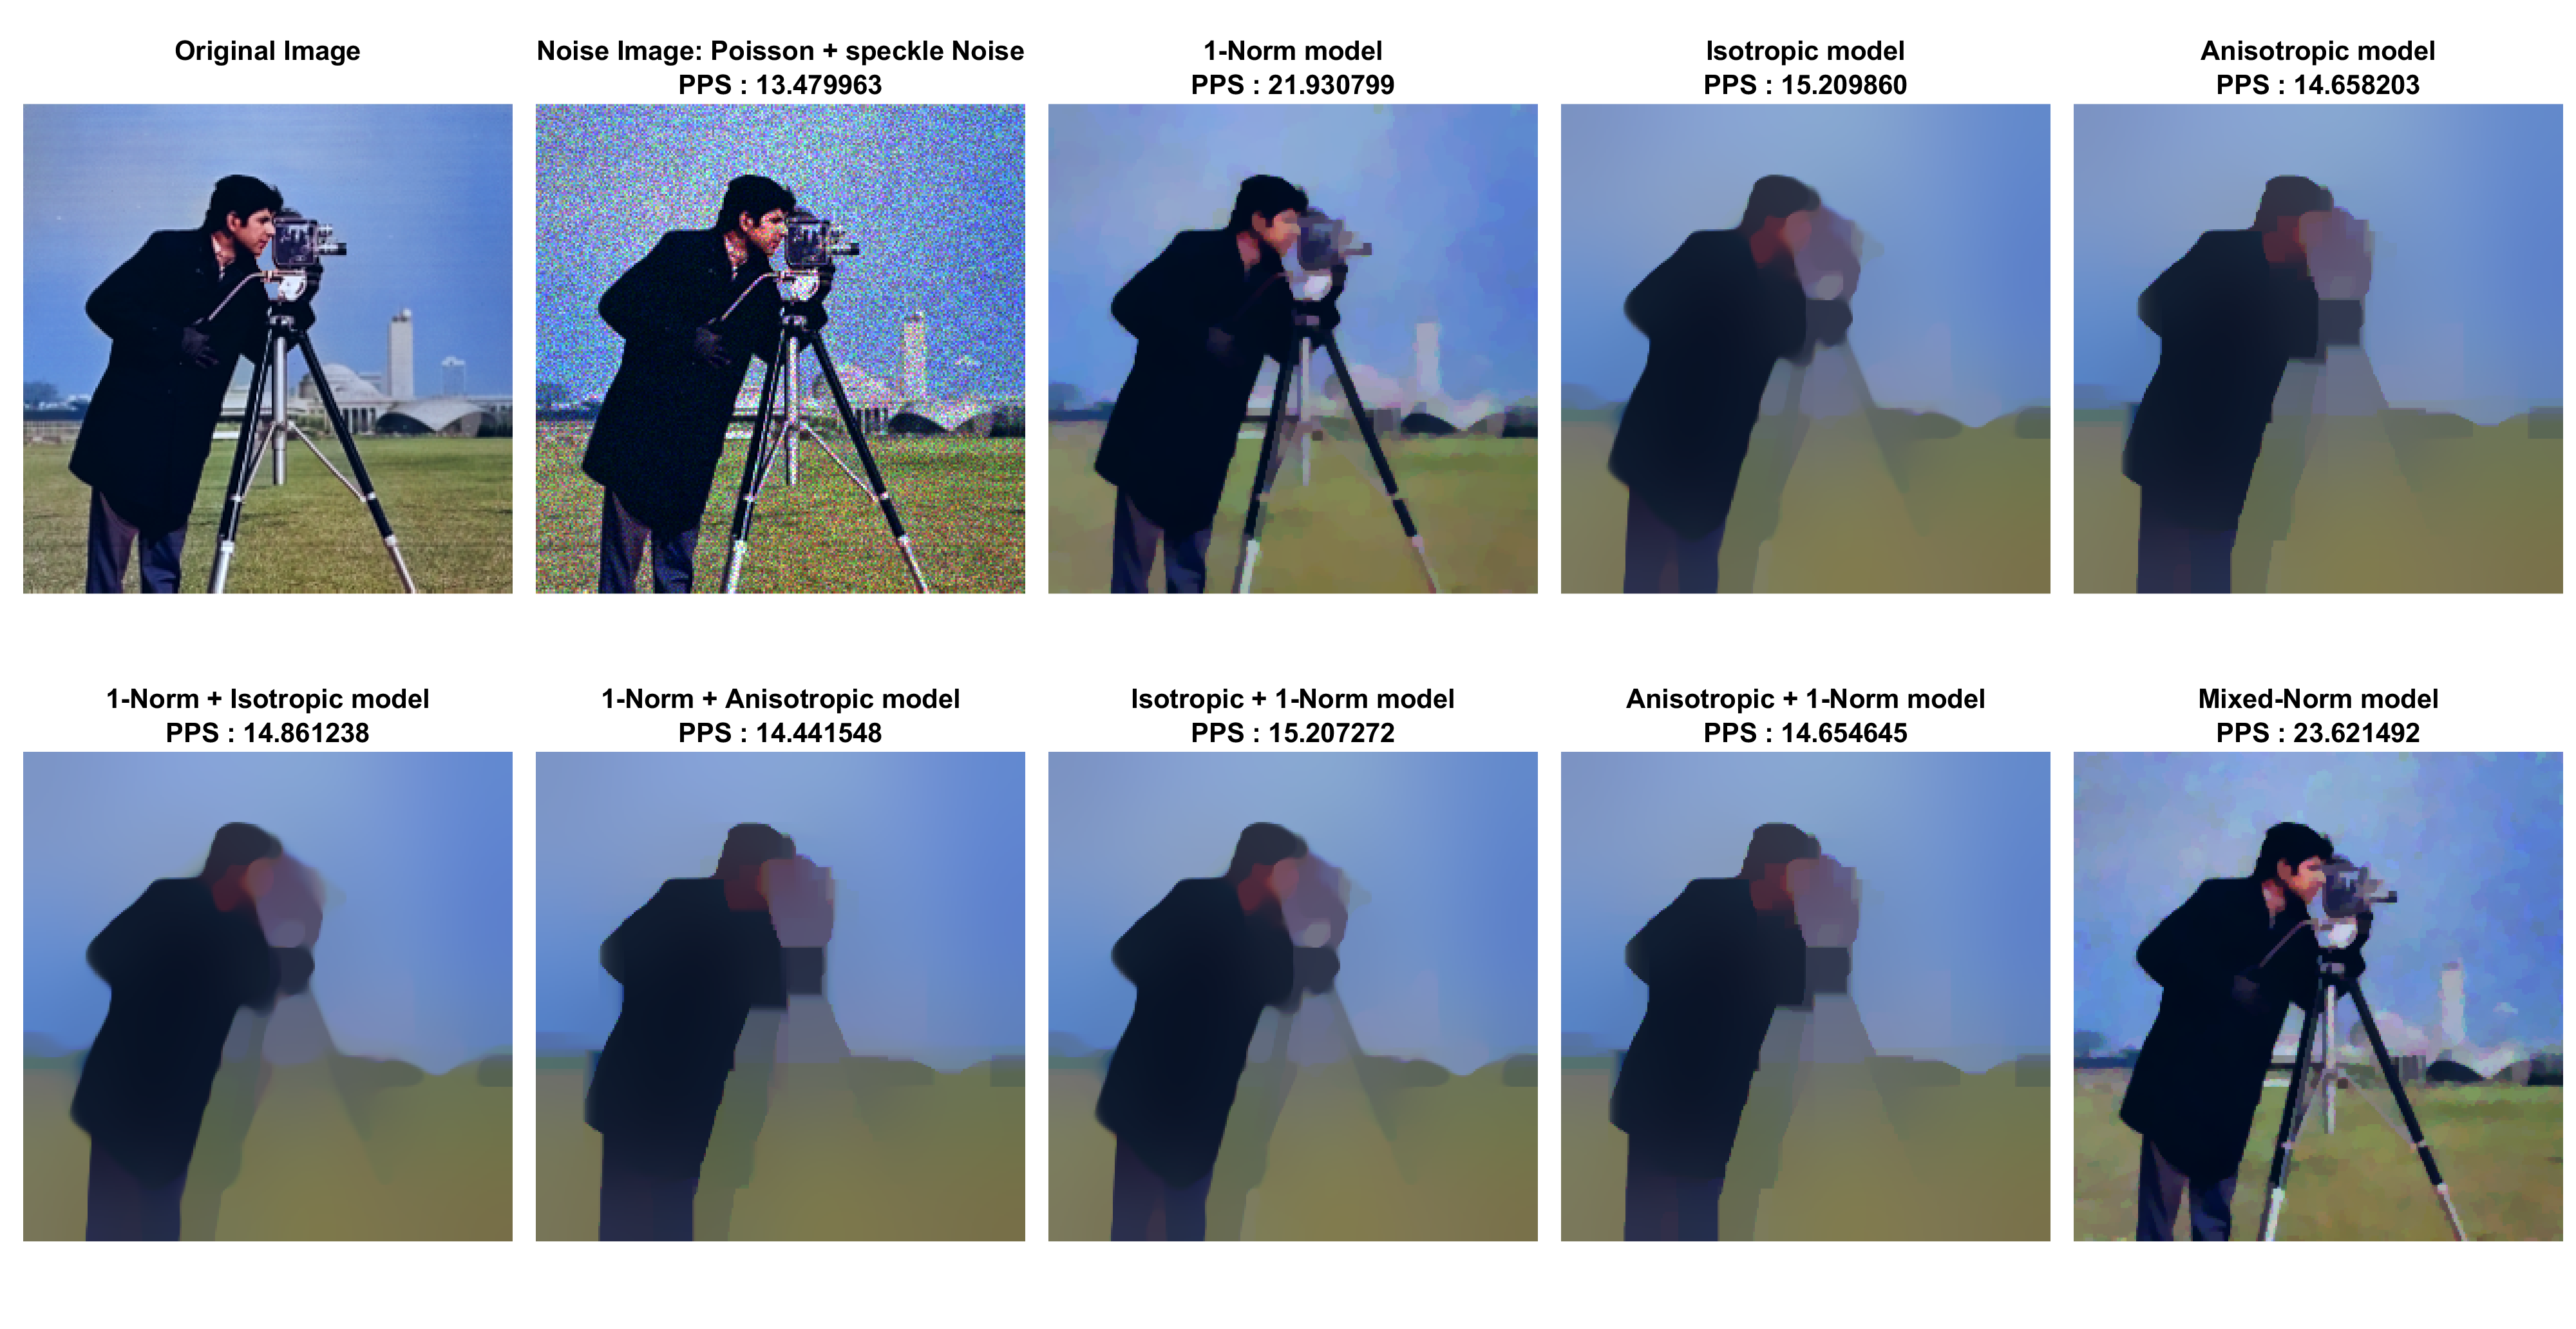 Original Image
Noise Image: Poisson + speckle Noise
PPS : 13.479963
1-Norm model
PPS : 21.930799
Isotropic model
PPS : 15.209860
Anisotropic model
PPS : 14.658203
1-Norm + Isotropic model
PPS : 14.861238
1-Norm + Anisotropic model
PPS : 14.441548
Isotropic + 1-Norm model
PPS : 15.207272
Anisotropic + 1-Norm model
PPS : 14.654645
Mixed-Norm model
PPS : 23.621492